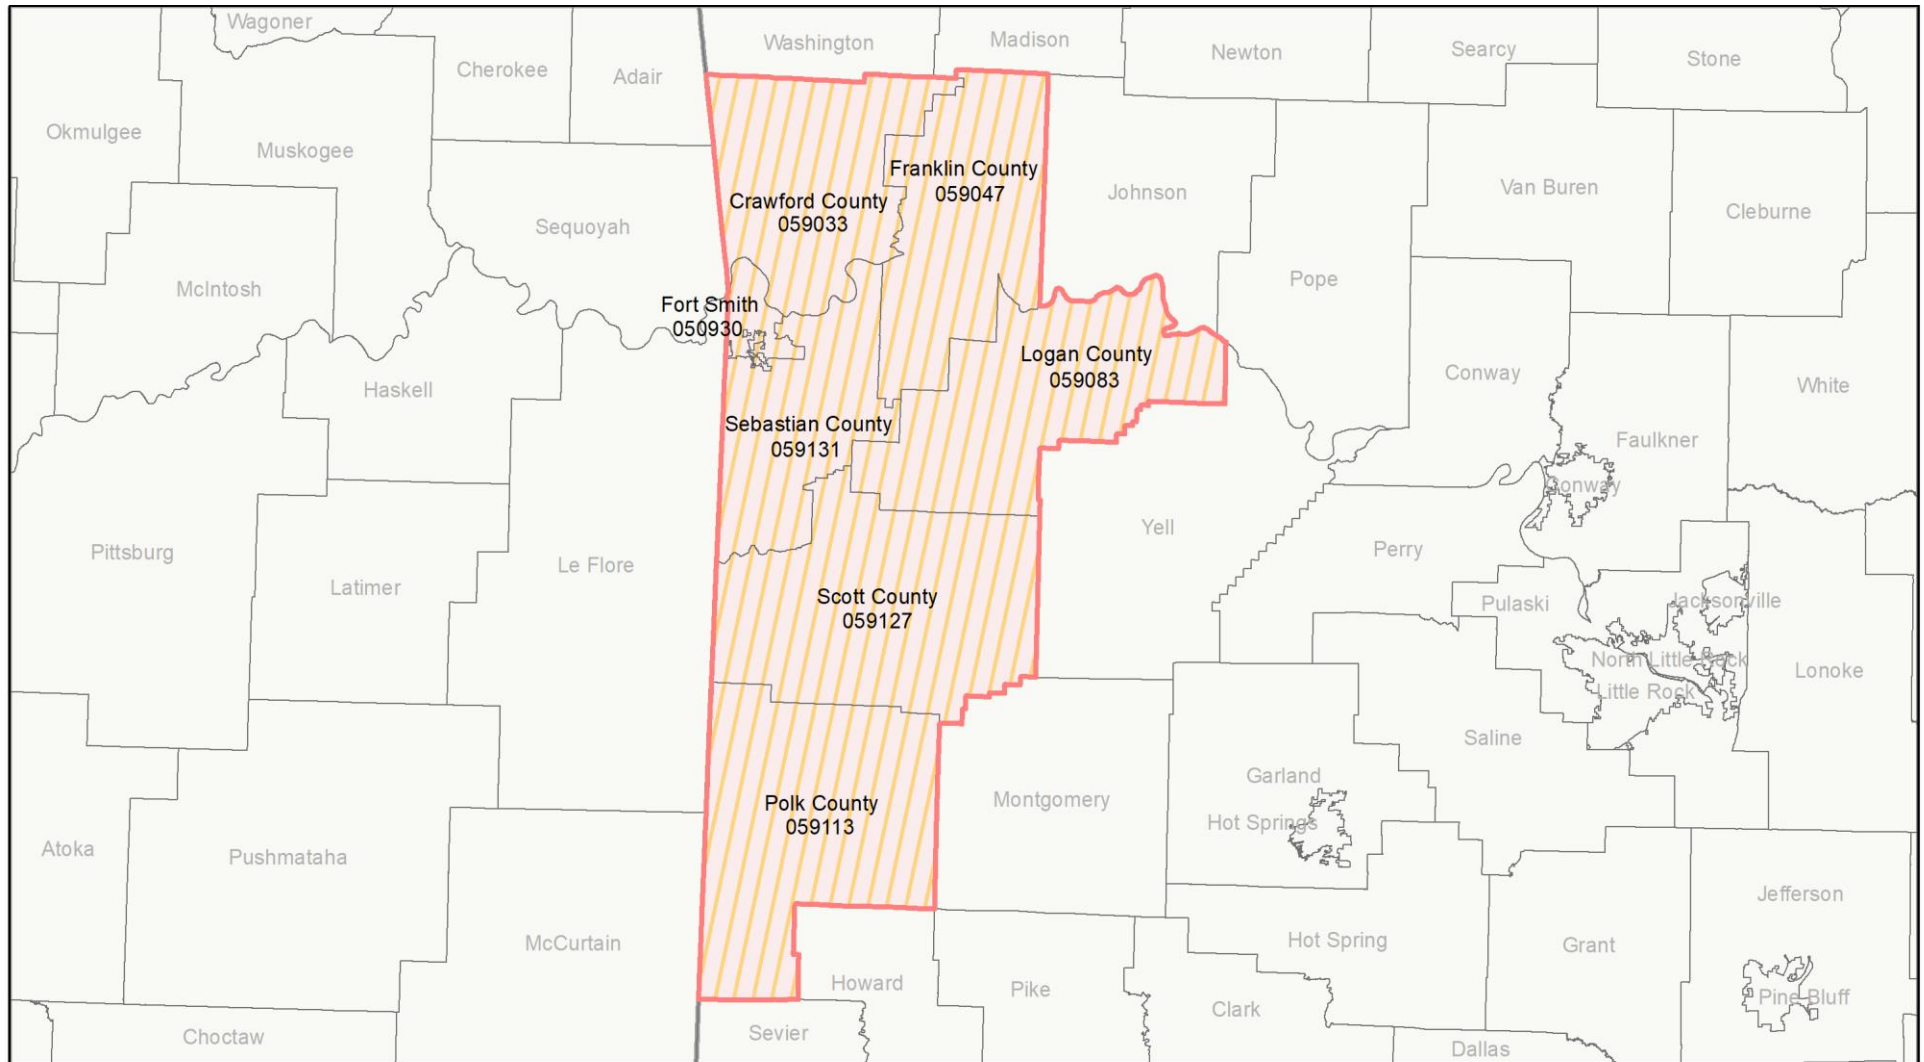 Wagoner
Washington
Madison
Newton
Searcy
Stone
Cherokee
Adair
Okmulgee
Muskogee
Franklin County
059047
Johnson
Van Buren
Cleburne
Crawford County
059033
Sequoyah
McIntosh
Pope
Fort Smith
050930
Logan County
059083
Conway
White
Haskell
Sebastian County
059131
Faulkner
Conway
Pittsburg
Le Flore
Yell
Perry
Latimer
Scott County
059127
Pulaski
Jacksonville
North Little Rock
Little Rock
Lonoke
Saline
Garland
Hot Springs
Montgomery
Polk County
059113
Atoka
Pushmataha
Jefferson
McCurtain
Hot Spring
Grant
Howard
Pike
Clark
Pine Bluff
Choctaw
Sevier
Dallas